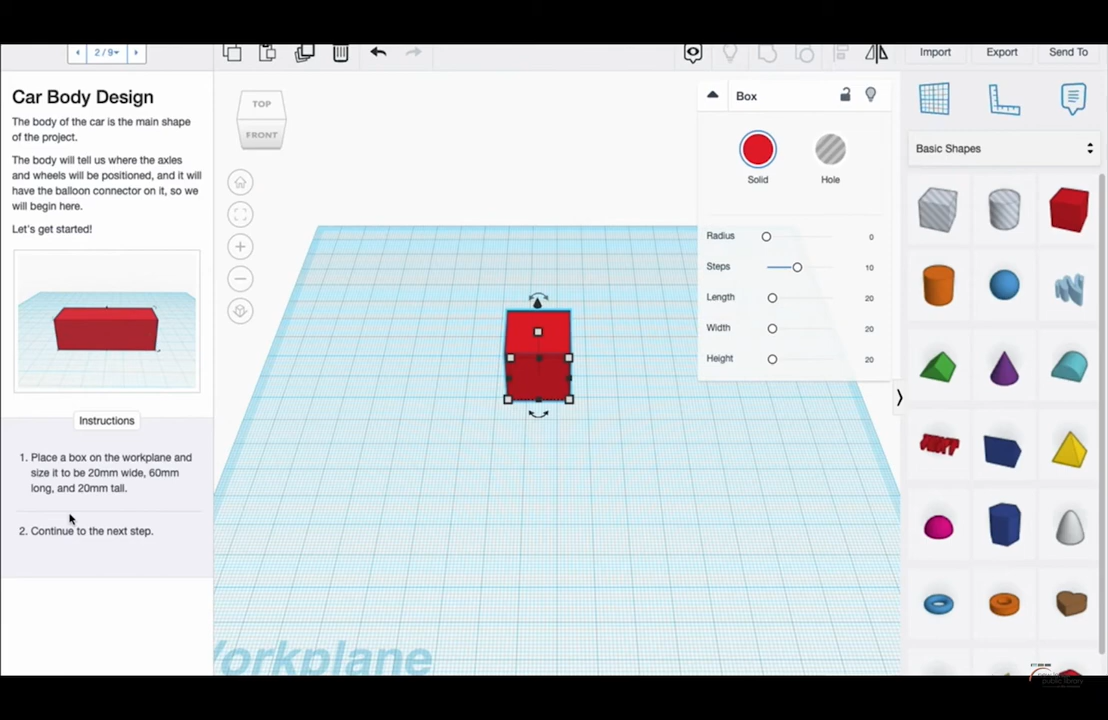 2/9
Import
Export
Send To
Car Body Design
The body of the car is the main shape
of the project.
The body will tell us where the axles
and wheels will be positioned, and it will
have the balloon connector on it, so we
will begin here.
Let's get started!
Instructions
1. Place a box on the workplane and
size it to be 20mm wide, 60mm
long, and 20mm tall.
2. Continue to the next step.
TOP
FRONT
Workplane
Box
Solid
Hole
Radius 0
Steps 10
Length 20
Width 20
Height 20
Basic Shapes
TEXT
public library